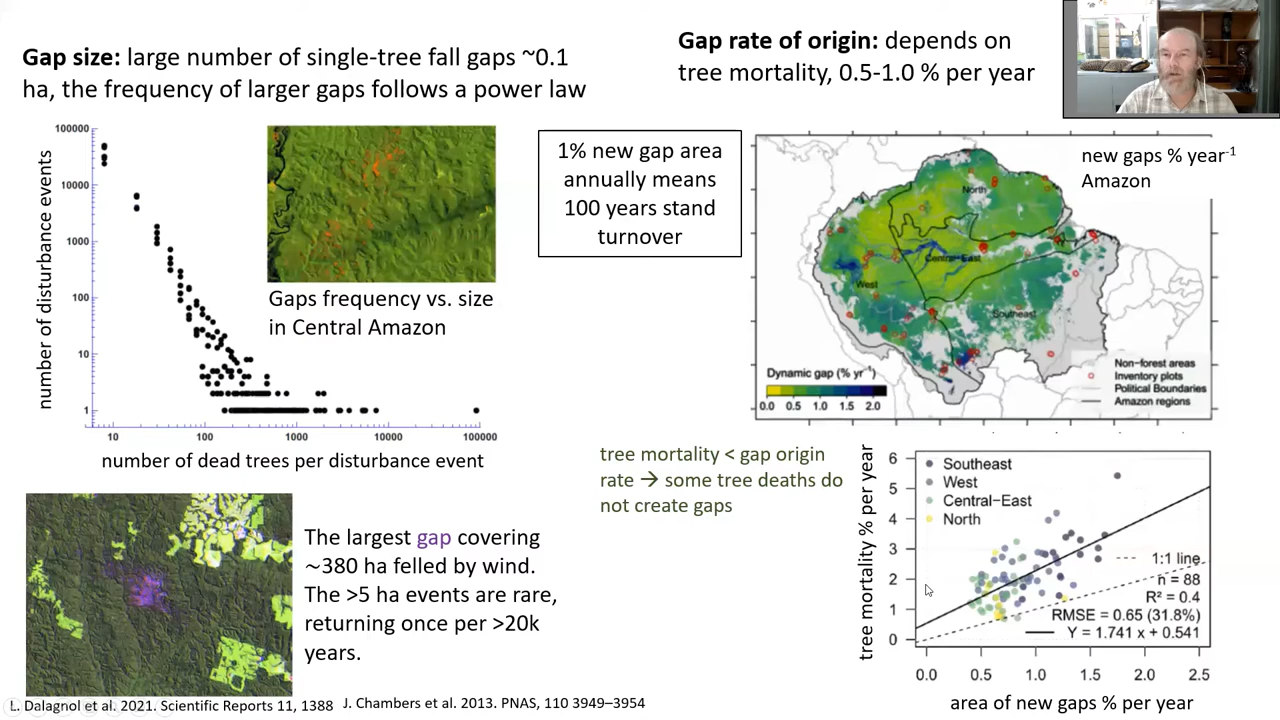 Gap size: large number of single-tree fall gaps ~0.1
ha, the frequency of larger gaps follows a power law
Gap rate of origin: depends on
tree mortality, 0.5-1.0 % per year
number of disturbance events
100000
10000
1000
100
10
1
10
100
1000
10000
100000
number of dead trees per disturbance event
Gaps frequency vs. size
in Central Amazon
1% new gap area
annually means
100 years stand
turnover
new gaps % year-1
Amazon
North
Central-East
West
Southeast
Dynamic gap (% yr-1)
0.0 0.5 1.0 1.5 2.0
Non-forest areas
Inventory plots
Political Boundaries
Amazon regions
The largest gap covering
~380 ha felled by wind.
The >5 ha events are rare,
returning once per >20k
years.
tree mortality < gap origin
rate → some tree deaths do
not create gaps
tree mortality % per year
6
5
4
3
2
1
0
Southeast
West
Central−East
North
1:1 line
n = 88
R² = 0.4
RMSE = 0.65 (31.8%)
Y = 1.741 x + 0.541
0.0 0.5 1.0 1.5 2.0 2.5
area of new gaps % per year
L. Dalagnol et al. 2021. Scientific Reports 11, 1388
J. Chambers et al. 2013. PNAS, 110 3949–3954